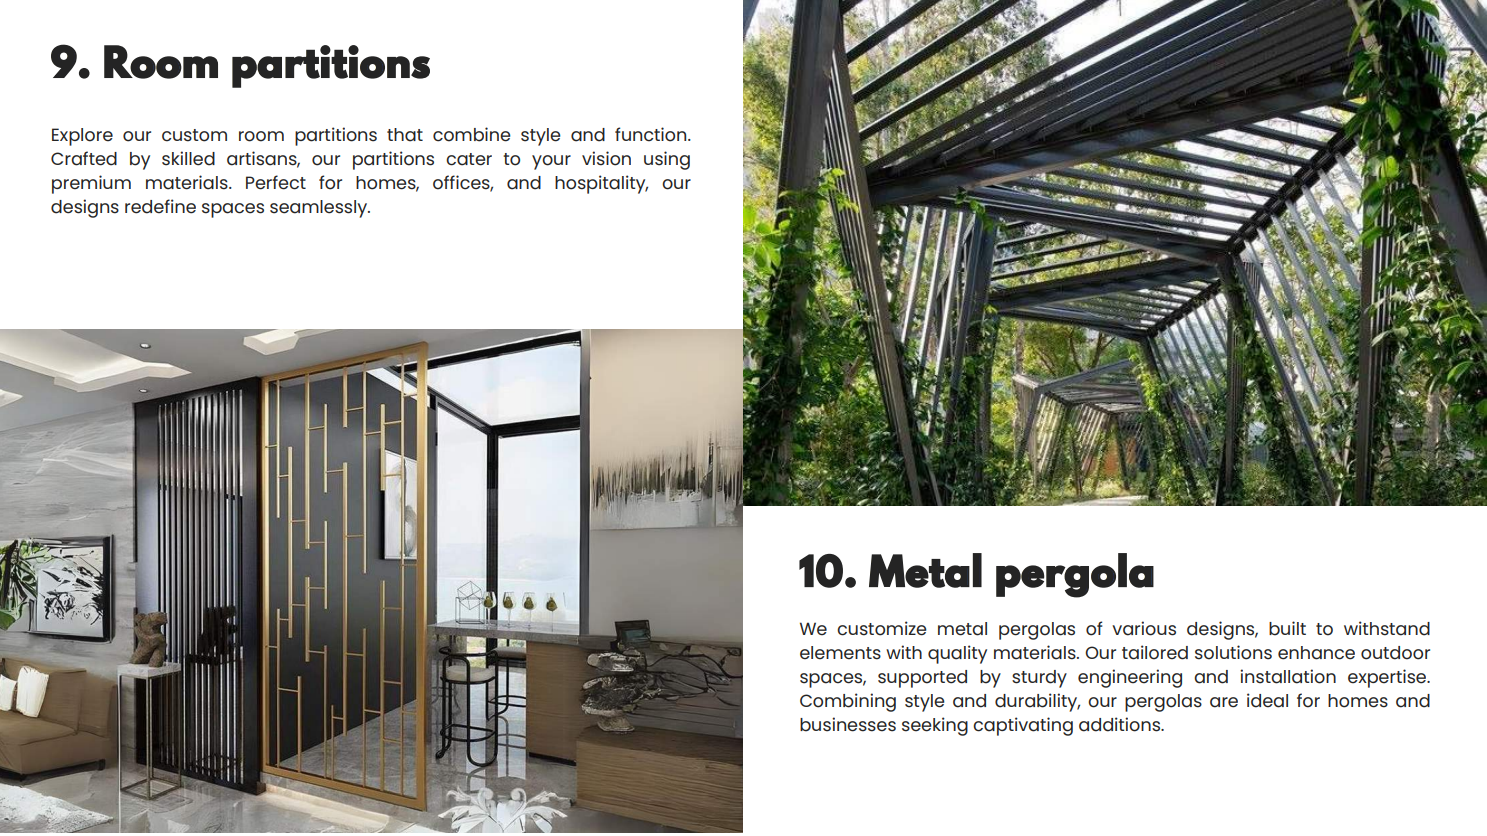 9. Room partitions
Explore our custom room partitions that combine style and function.
Crafted by skilled artisans, our partitions cater to your vision using
premium materials. Perfect for homes, offices, and hospitality, our
designs redefine spaces seamlessly.
10. Metal pergola
We customize metal pergolas of various designs, built to withstand
elements with quality materials. Our tailored solutions enhance outdoor
spaces, supported by sturdy engineering and installation expertise.
Combining style and durability, our pergolas are ideal for homes and
businesses seeking captivating additions.